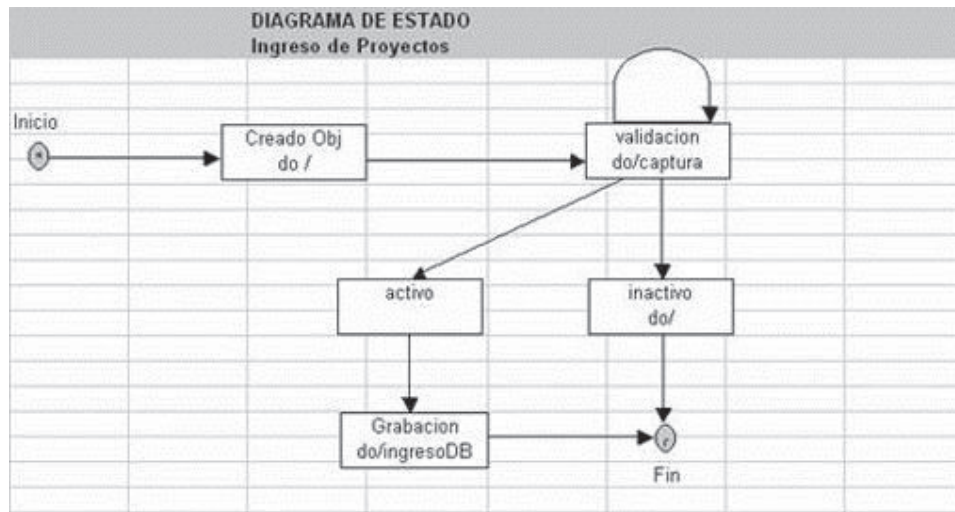 DIAGRAMA DE ESTADO
Ingreso de Proyectos
Inicio
Creado Obj
do /
validacion
do/captura
activo
inactivo
do/
Grabacion
do/ingresoDB
Fin